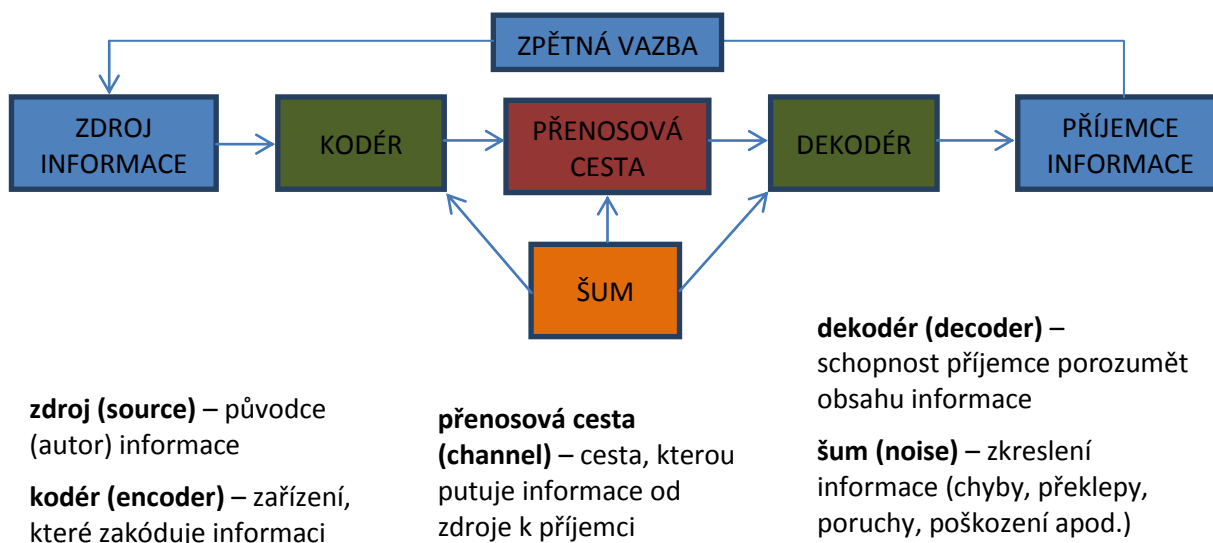 ZPĚTNÁ VAZBA
ZDROJ
INFORMACE
KODÉR
PŘENOSOVÁ
CESTA
DEKODÉR
PŘÍJEMCE
INFORMACE
ŠUM
zdroj (source) – původce
(autor) informace
kodér (encoder) – zařízení,
které zakóduje informaci
přenosová cesta
(channel) – cesta, kterou
putuje informace od
zdroje k příjemci
dekodér (decoder) –
schopnost příjemce porozumět
obsahu informace
šum (noise) – zkreslení
informace (chyby, překlepy,
poruchy, poškození apod.)